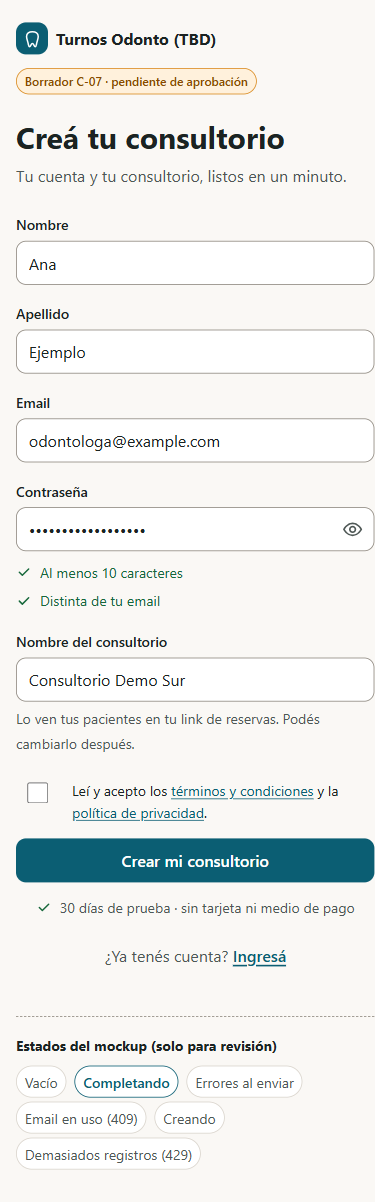 Turnos Odonto (TBD)
Borrador C-07 · pendiente de aprobación
Creá tu consultorio
Tu cuenta y tu consultorio, listos en un minuto.
Nombre
Ana
Apellido
Ejemplo
Email
odontologa@example.com
Contraseña
••••••••••••••••••
Al menos 10 caracteres
Distinta de tu email
Nombre del consultorio
Consultorio Demo Sur
Lo ven tus pacientes en tu link de reservas. Podés
cambiarlo después.
Leí y acepto los términos y condiciones y la
política de privacidad.
Crear mi consultorio
30 días de prueba · sin tarjeta ni medio de pago
¿Ya tenés cuenta? Ingresá
Estados del mockup (solo para revisión)
Vacío Completando Errores al enviar
Email en uso (409) Creando
Demasiados registros (429)